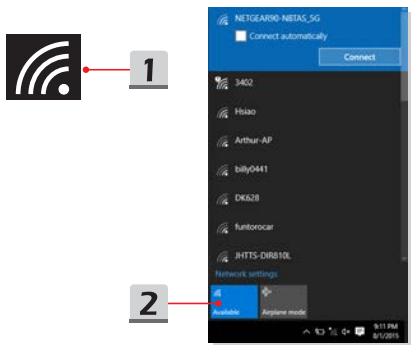 NETGEAR90-NBTAS_5G
Connect automatically
Connect
1
3402
Hsiao
Arthur-AP
billy0441
DK628
funtorocar
JHTTS-DIR810L
Network settings
2
Available
Airplane mode
9:11 PM
8/1/2015